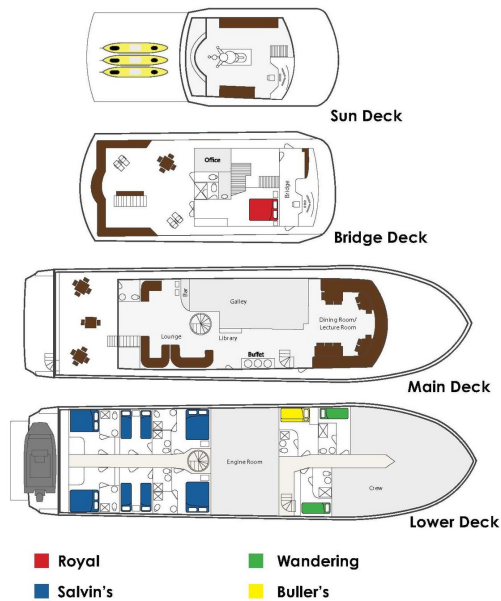 Sun Deck
Office
Bridge
Bridge Deck
Bar
Galley
Dining Room/
Lecture Room
Lounge
Library
Buffet
Main Deck
Engine Room
Crew
Lower Deck
Royal
Wandering
Salvin's
Buller's